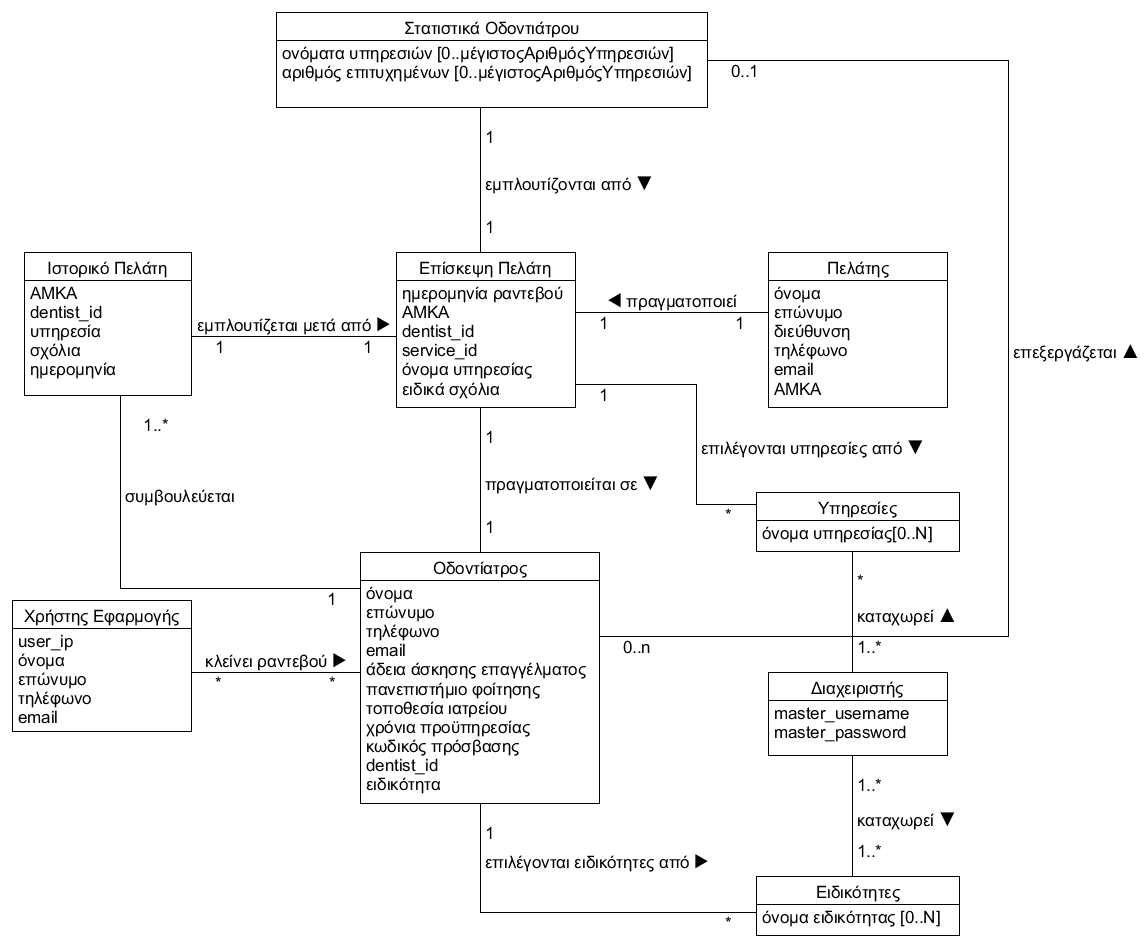 Στατιστικά Οδοντιάτρου
ονόματα υπηρεσιών [0..μέγιστοςΑριθμόςΥπηρεσιών]
αριθμός επιτυχημένων [0..μέγιστοςΑριθμόςΥπηρεσιών]
0..1
1
εμπλουτίζονται από ▼
1
Ιστορικό Πελάτη
ΑΜΚΑ
dentist_id
υπηρεσία
σχόλια
ημερομηνία
εμπλουτίζεται μετά από ▶
1
1
Επίσκεψη Πελάτη
ημερομηνία ραντεβού
ΑΜΚΑ
dentist_id
service_id
όνομα υπηρεσίας
ειδικά σχόλια
◀ πραγματοποιεί
1
1
Πελάτης
όνομα
επώνυμο
διεύθυνση
τηλέφωνο
email
ΑΜΚΑ
επεξεργάζεται ▲
1
επιλέγονται υπηρεσίες από ▼
*
1..*
συμβουλεύεται
1
1
πραγματοποιείται σε ▼
1
Υπηρεσίες
όνομα υπηρεσίας[0..N]
*
καταχωρεί ▲
1..*
Οδοντίατρος
όνομα
επώνυμο
τηλέφωνο
email
άδεια άσκησης επαγγέλματος
πανεπιστήμιο φοίτησης
τοποθεσία ιατρείου
χρόνια προϋπηρεσίας
κωδικός πρόσβασης
dentist_id
ειδικότητα
0..n
Χρήστης Εφαρμογής
user_ip
όνομα
επώνυμο
τηλέφωνο
email
κλείνει ραντεβού ▶
*
*
Διαχειριστής
master_username
master_password
1..*
καταχωρεί ▼
1..*
1
επιλέγονται ειδικότητες από ▶
*
Ειδικότητες
όνομα ειδικότητας [0..N]